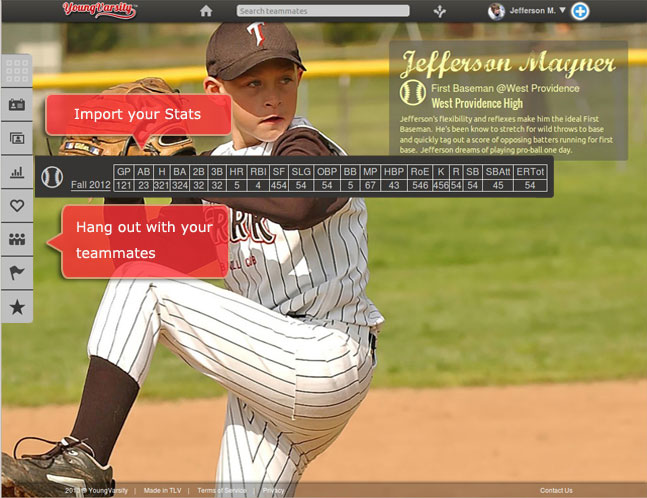 YoungVarsity™
Search teammates
Jefferson M. ▼
Jefferson Mayner
First Baseman @West Providence
West Providence High
Jefferson's flexibility and reflexes make him the ideal First
Baseman. He's been know to stretch for wild throws to base
and quickly tag out a score of opposing batters running for first
base. Jefferson dreams of playing pro-ball one day.
T
Import your Stats
GP AB H BA 2B 3B HR RBI SF SLG OBP BB MP HBP RoE K R SB SBAtt ERTot
Fall 2012 121 23 321 324 32 32 5 4 454 54 54 5 67 43 546 456 54 54 45 54
Hang out with your
teammates
2013 © YoungVarsity | Made in TLV | Terms of Service | Privacy
Contact Us